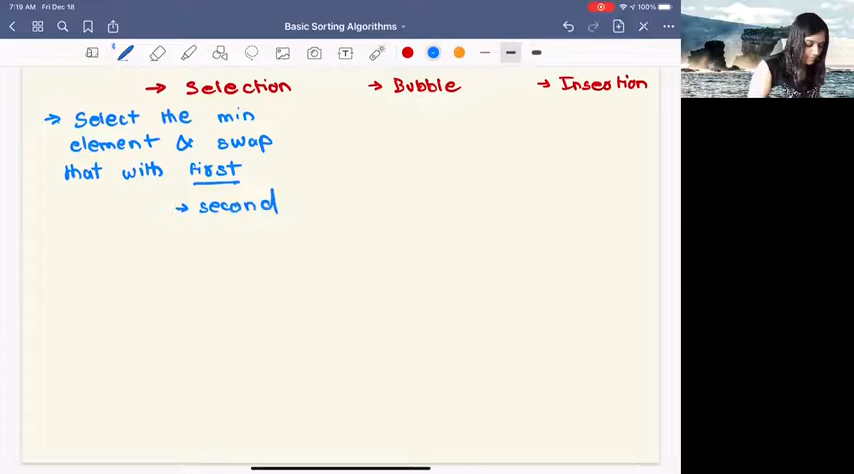 7:19 AM Fri Dec 18
100%
Basic Sorting Algorithms
T
→ Selection → Bubble → Insertion
→ Select the min
element & swap
that with first
→ second